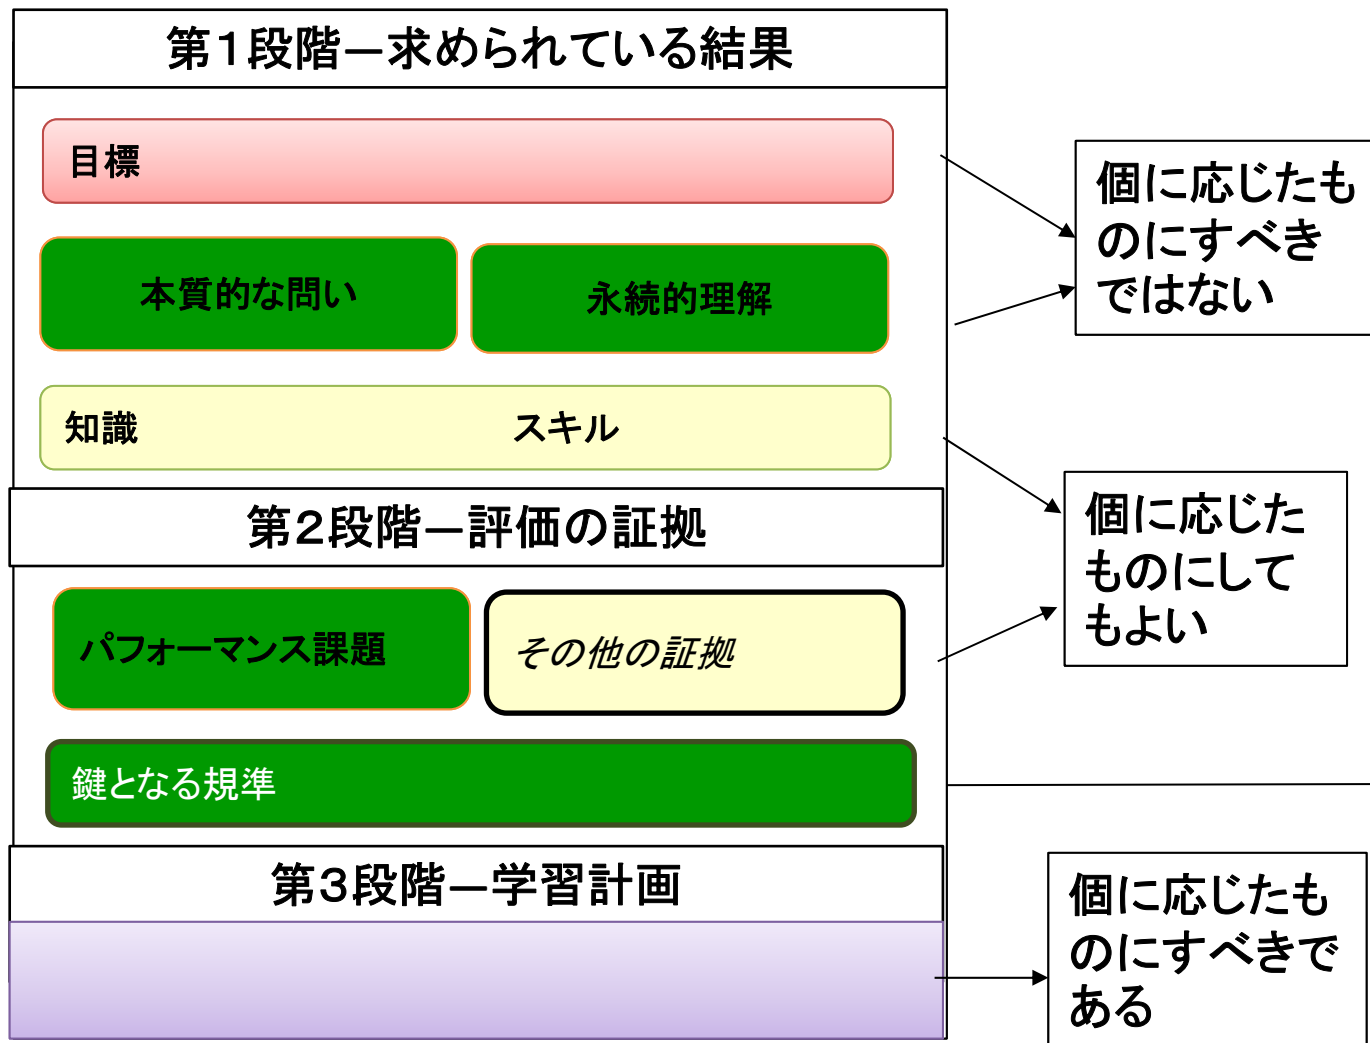 第１段階―求められている結果
目標
個に応じたも
のにすべき
ではない
本質的な問い
永続的理解
知識
スキル
個に応じた
ものにして
もよい
第２段階―評価の証拠
パフォーマンス課題
その他の証拠
鍵となる規準
第３段階―学習計画
個に応じたも
のにすべきで
ある